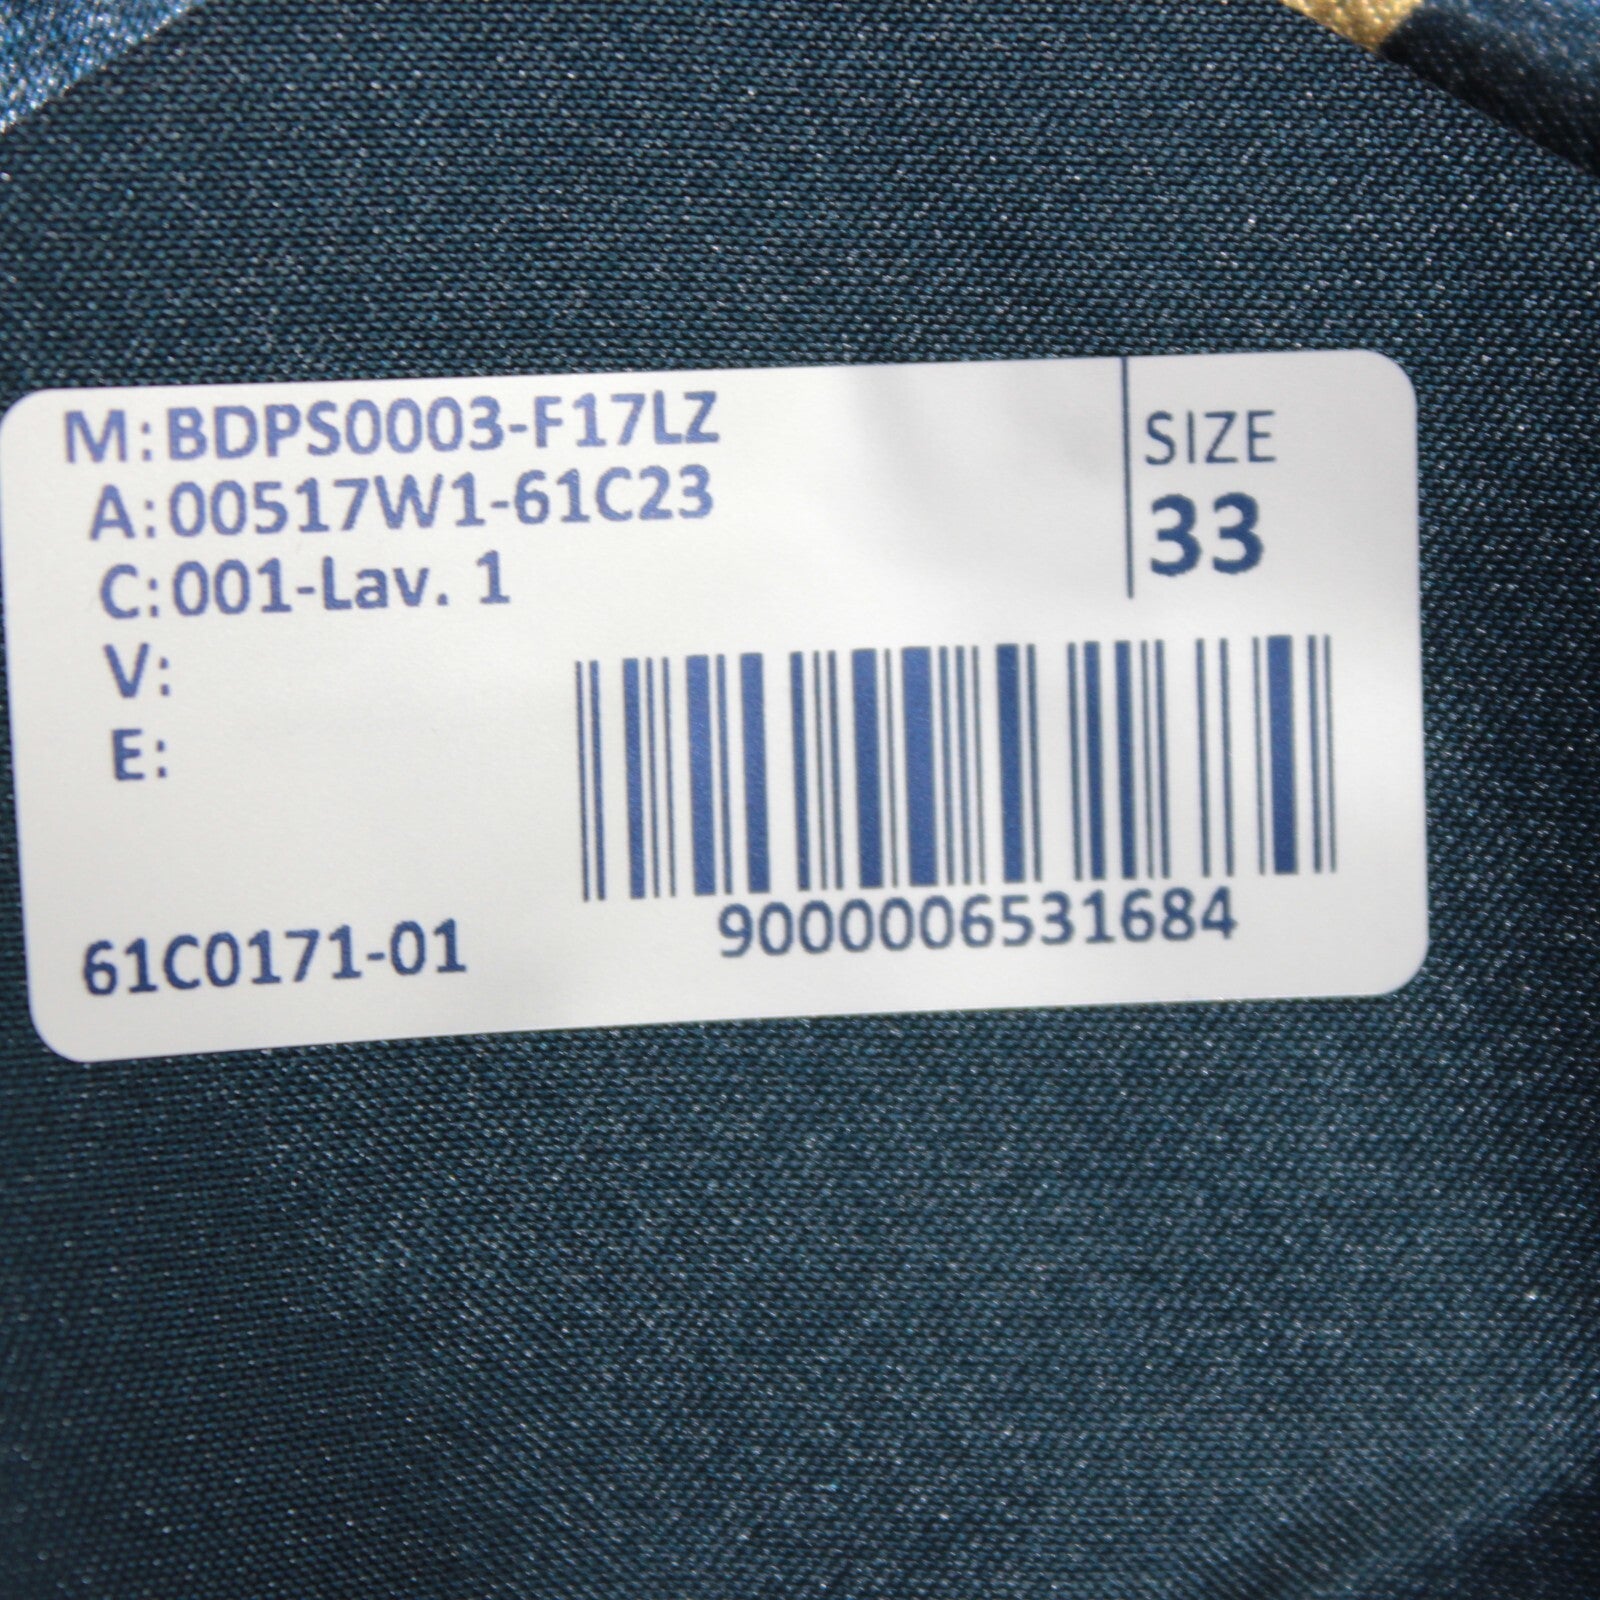 M: BDPS0003-F17LZ
A: 00517W1-61C23
C: 001-Lav. 1
V:
E:
SIZE
33
61C0171-01
9000006531684